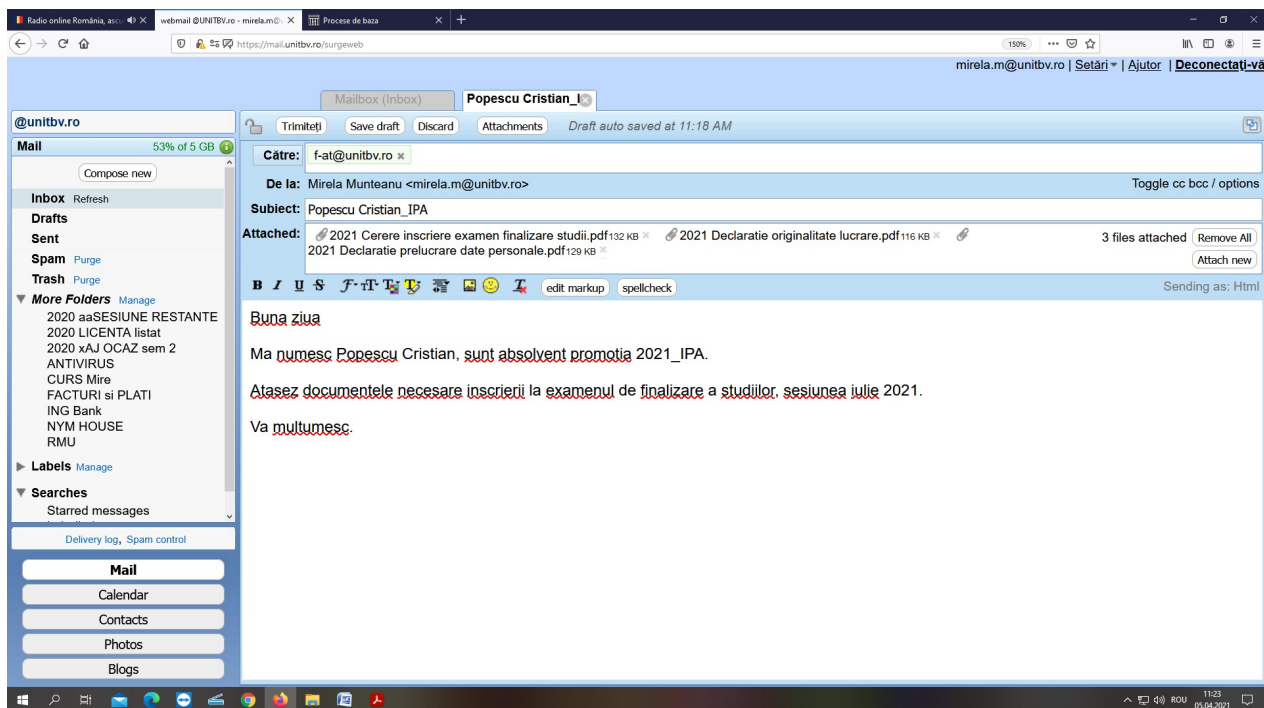 Radio online România, ascu
webmail @UNITBV.ro - mirela.m@
Procese de baza
https://mail.unitbv.ro/surgeweb
150%
mirela.m@unitbv.ro | Setări | Ajutor | Deconectaţi-vă
Mailbox (Inbox)
Popescu Cristian_I
@unitbv.ro
Trimiteţi Save draft Discard Attachments Draft auto saved at 11:18 AM
Mail 53% of 5 GB
Compose new
Inbox Refresh
Drafts
Sent
Spam Purge
Trash Purge
More Folders Manage
2020 aaSESIUNE RESTANTE
2020 LICENTA listat
2020 xAJ OCAZ sem 2
ANTIVIRUS
CURS Mire
FACTURI si PLATI
ING Bank
NYM HOUSE
RMU
Labels Manage
Searches
Starred messages
Delivery log, Spam control
Mail
Calendar
Contacts
Photos
Blogs
Către: f-at@unitbv.ro
De la: Mirela Munteanu <mirela.m@unitbv.ro> Toggle cc bcc / options
Subiect: Popescu Cristian_IPA
Attached: 2021 Cerere inscriere examen finalizare studii.pdf 132 KB 2021 Declaratie originalitate lucrare.pdf 116 KB
2021 Declaratie prelucrare date personale.pdf 129 KB
3 files attached Remove All
Attach new
B I U S F T T T edit markup spellcheck Sending as: Html
Buna ziua
Ma numesc Popescu Cristian, sunt absolvent promotia 2021_IPA.
Atasez documentele necesare inscrierii la examenul de finalizare a studiilor, sesiunea iulie 2021.
Va multumesc.
ROU
11:23
05.04.2021